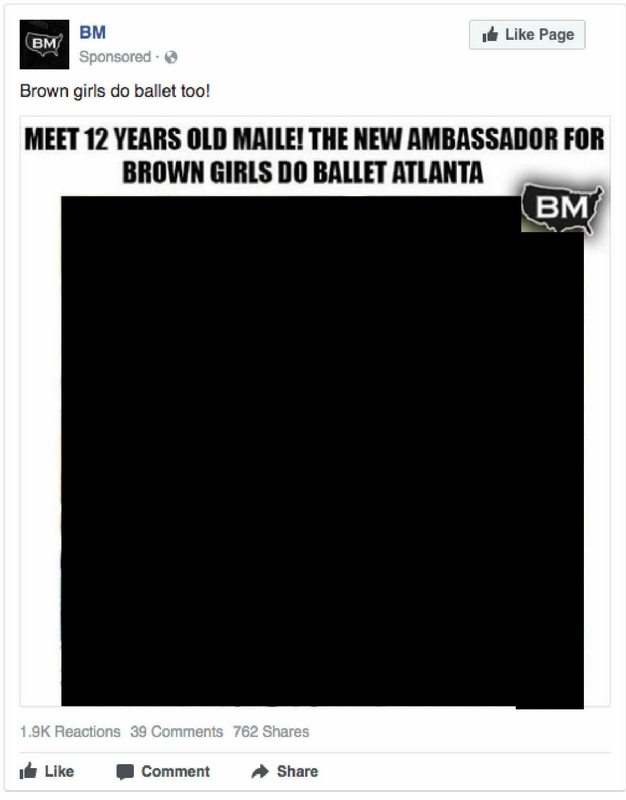 BM
BM
Like Page
Sponsored ·
Brown girls do ballet too!
MEET 12 YEARS OLD MAILE! THE NEW AMBASSADOR FOR
BROWN GIRLS DO BALLET ATLANTA
BM
1.9K Reactions 39 Comments 762 Shares
Like Comment Share